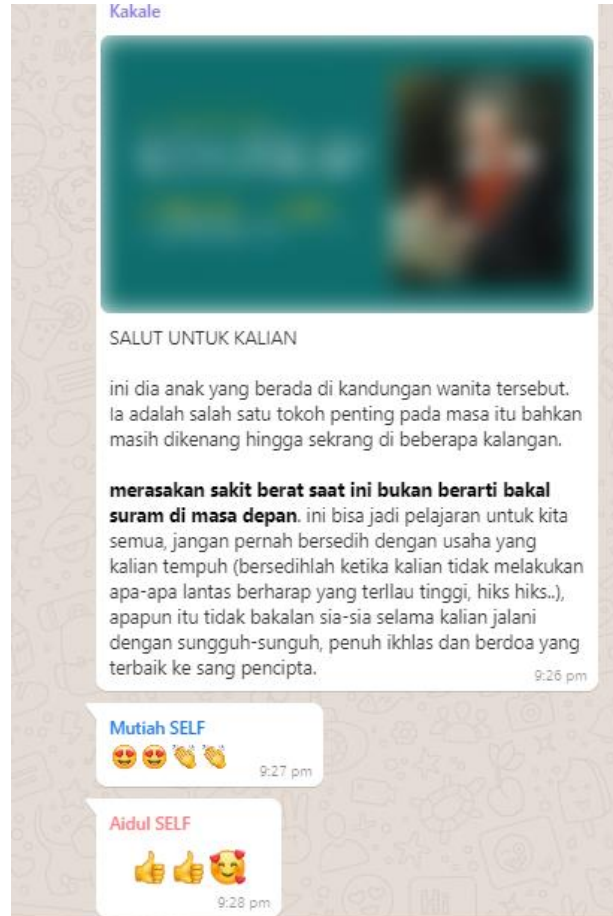 Kakale
SALUT UNTUK KALIAN
ini dia anak yang berada di kandungan wanita tersebut.
Ia adalah salah satu tokoh penting pada masa itu bahkan
masih dikenang hingga sekrang di beberapa kalangan.
merasakan sakit berat saat ini bukan berarti bakal
suram di masa depan. ini bisa jadi pelajaran untuk kita
semua, jangan pernah bersedih dengan usaha yang
kalian tempuh (bersedihlah ketika kalian tidak melakukan
apa-apa lantas berharap yang terllau tinggi, hiks hiks..),
apapun itu tidak bakalan sia-sia selama kalian jalani
dengan sungguh-sunguh, penuh ikhlas dan berdoa yang
terbaik ke sang pencipta.
9:26 pm
Mutiah SELF
😍😍👏👏
9:27 pm
Aidul SELF
👍👍🥰
9:28 pm